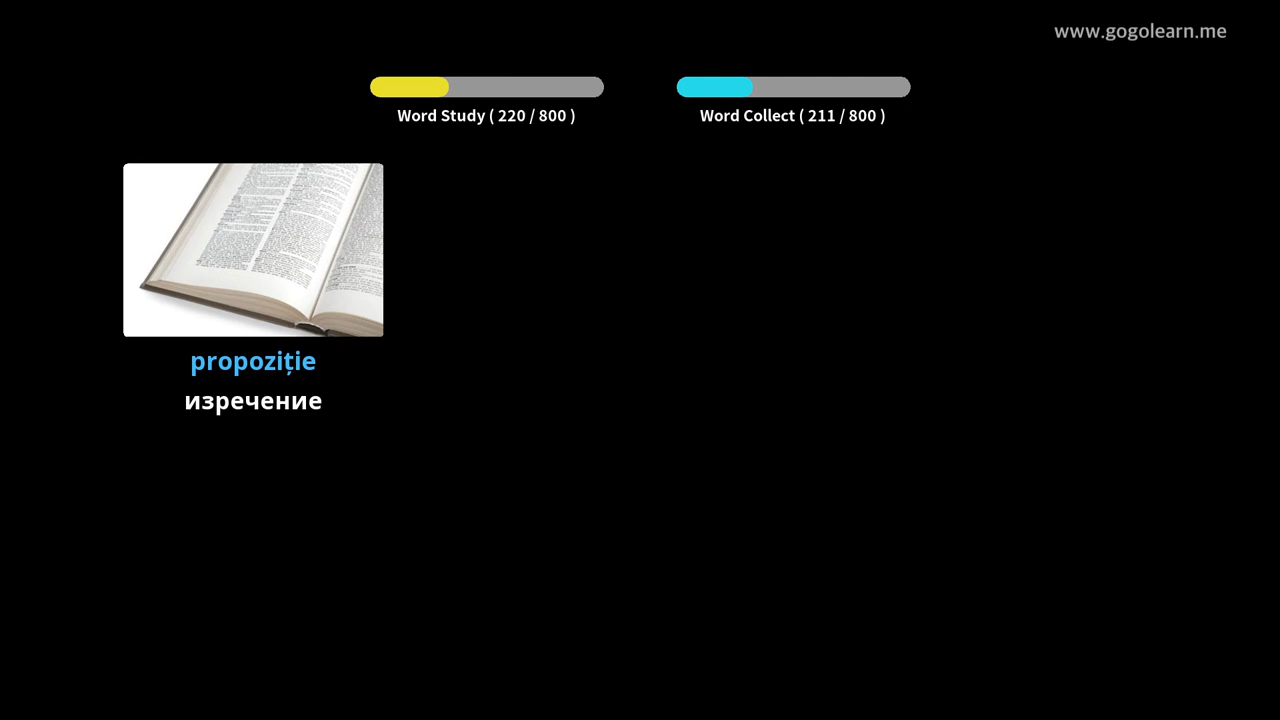 www.gogolearn.me
Word Study ( 220 / 800 )
Word Collect ( 211 / 800 )
propoziție
изречение